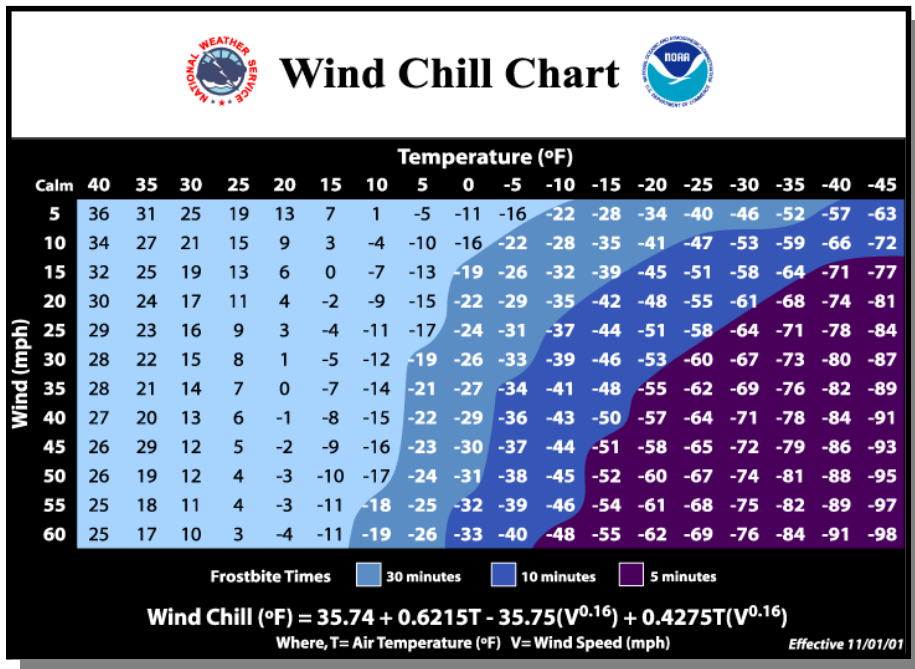 NATIONAL WEATHER SERVICE
Wind Chill Chart
NATIONAL OCEANIC AND ATMOSPHERIC ADMINISTRATION
NOAA
U.S. DEPARTMENT OF COMMERCE
Temperature (ºF)
Calm 40 35 30 25 20 15 10 5 0 -5 -10 -15 -20 -25 -30 -35 -40 -45
Wind (mph)
5 36 31 25 19 13 7 1 -5 -11 -16 -22 -28 -34 -40 -46 -52 -57 -63
10 34 27 21 15 9 3 -4 -10 -16 -22 -28 -35 -41 -47 -53 -59 -66 -72
15 32 25 19 13 6 0 -7 -13 -19 -26 -32 -39 -45 -51 -58 -64 -71 -77
20 30 24 17 11 4 -2 -9 -15 -22 -29 -35 -42 -48 -55 -61 -68 -74 -81
25 29 23 16 9 3 -4 -11 -17 -24 -31 -37 -44 -51 -58 -64 -71 -78 -84
30 28 22 15 8 1 -5 -12 -19 -26 -33 -39 -46 -53 -60 -67 -73 -80 -87
35 28 21 14 7 0 -7 -14 -21 -27 -34 -41 -48 -55 -62 -69 -76 -82 -89
40 27 20 13 6 -1 -8 -15 -22 -29 -36 -43 -50 -57 -64 -71 -78 -84 -91
45 26 29 12 5 -2 -9 -16 -23 -30 -37 -44 -51 -58 -65 -72 -79 -86 -93
50 26 19 12 4 -3 -10 -17 -24 -31 -38 -45 -52 -60 -67 -74 -81 -88 -95
55 25 18 11 4 -3 -11 -18 -25 -32 -39 -46 -54 -61 -68 -75 -82 -89 -97
60 25 17 10 3 -4 -11 -19 -26 -33 -40 -48 -55 -62 -69 -76 -84 -91 -98
Frostbite Times 30 minutes 10 minutes 5 minutes
Wind Chill (ºF) = 35.74 + 0.6215T - 35.75(V⁰·¹⁶) + 0.4275T(V⁰·¹⁶)
Where, T= Air Temperature (ºF) V= Wind Speed (mph)
Effective 11/01/01